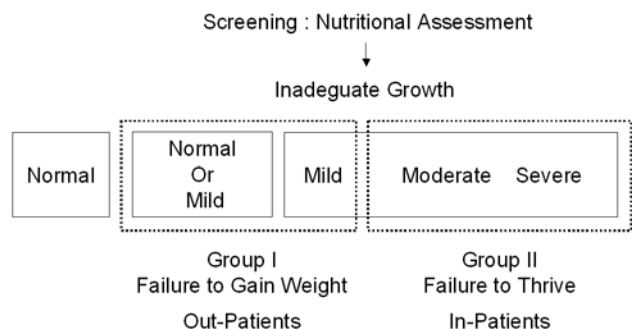 Screening : Nutritional Assessment
Inadeguate Growth
Normal
Normal
Or
Mild
Mild
Moderate Severe
Group I
Failure to Gain Weight
Out-Patients
Group II
Failure to Thrive
In-Patients